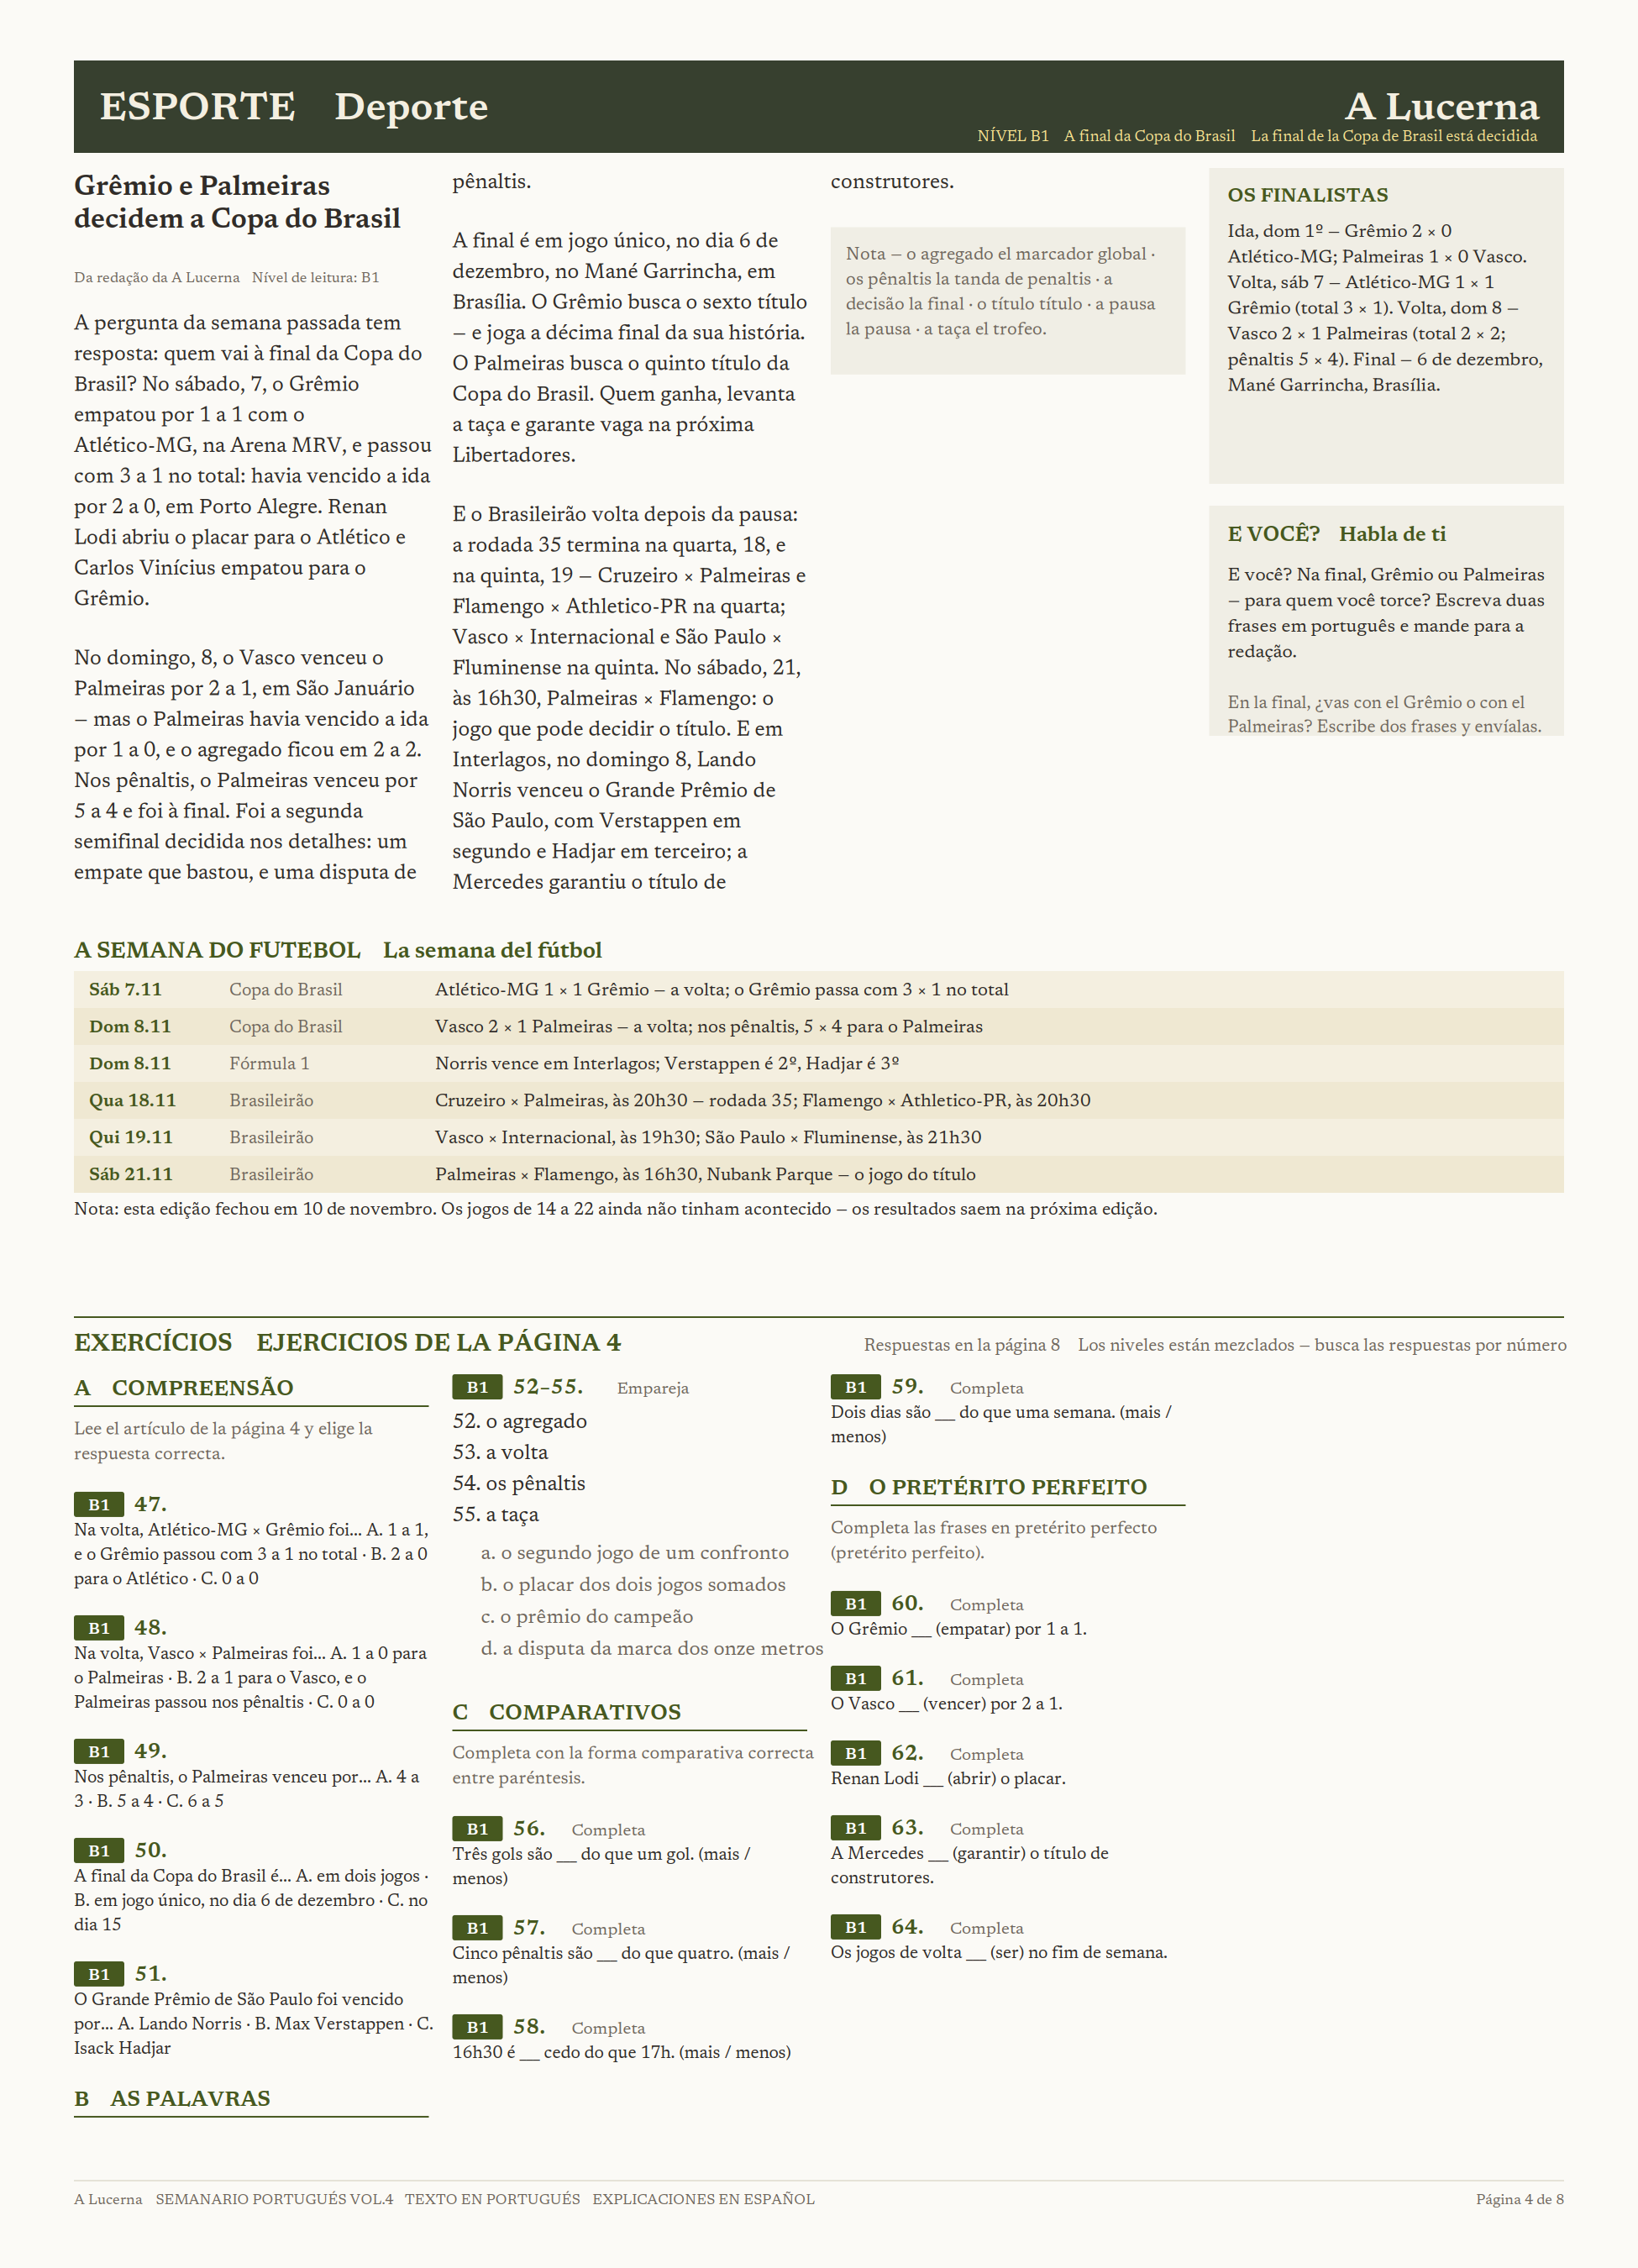 ESPORTE Deporte
A Lucerna
NÍVEL B1 A final da Copa do Brasil La final de la Copa de Brasil está decidida
Grêmio e Palmeiras
decidem a Copa do Brasil
Da redação da A Lucerna Nível de leitura: B1
A pergunta da semana passada tem
resposta: quem vai à final da Copa do
Brasil? No sábado, 7, o Grêmio
empatou por 1 a 1 com o
Atlético-MG, na Arena MRV, e passou
com 3 a 1 no total: havia vencido a ida
por 2 a 0, em Porto Alegre. Renan
Lodi abriu o placar para o Atlético e
Carlos Vinícius empatou para o
Grêmio.
No domingo, 8, o Vasco venceu o
Palmeiras por 2 a 1, em São Januário
— mas o Palmeiras havia vencido a ida
por 1 a 0, e o agregado ficou em 2 a 2.
Nos pênaltis, o Palmeiras venceu por
5 a 4 e foi à final. Foi a segunda
semifinal decidida nos detalhes: um
empate que bastou, e uma disputa de
pênaltis.
A final é em jogo único, no dia 6 de
dezembro, no Mané Garrincha, em
Brasília. O Grêmio busca o sexto título
— e joga a décima final da sua história.
O Palmeiras busca o quinto título da
Copa do Brasil. Quem ganha, levanta
a taça e garante vaga na próxima
Libertadores.
E o Brasileirão volta depois da pausa:
a rodada 35 termina na quarta, 18, e
na quinta, 19 — Cruzeiro × Palmeiras e
Flamengo × Athletico-PR na quarta;
Vasco × Internacional e São Paulo ×
Fluminense na quinta. No sábado, 21,
às 16h30, Palmeiras × Flamengo: o
jogo que pode decidir o título. E em
Interlagos, no domingo 8, Lando
Norris venceu o Grande Prêmio de
São Paulo, com Verstappen em
segundo e Hadjar em terceiro; a
Mercedes garantiu o título de
construtores.
Nota — o agregado el marcador global ·
os pênaltis la tanda de penaltis · a
decisão la final · o título título · a pausa
la pausa · a taça el trofeo.
OS FINALISTAS
Ida, dom 1º — Grêmio 2 × 0
Atlético-MG; Palmeiras 1 × 0 Vasco.
Volta, sáb 7 — Atlético-MG 1 × 1
Grêmio (total 3 × 1). Volta, dom 8 —
Vasco 2 × 1 Palmeiras (total 2 × 2;
pênaltis 5 × 4). Final — 6 de dezembro,
Mané Garrincha, Brasília.
E VOCÊ? Habla de ti
E você? Na final, Grêmio ou Palmeiras
— para quem você torce? Escreva duas
frases em português e mande para a
redação.
En la final, ¿vas con el Grêmio o con el
Palmeiras? Escribe dos frases y envíalas.
A SEMANA DO FUTEBOL La semana del fútbol
Sáb 7.11 Copa do Brasil Atlético-MG 1 × 1 Grêmio — a volta; o Grêmio passa com 3 × 1 no total
Dom 8.11 Copa do Brasil Vasco 2 × 1 Palmeiras — a volta; nos pênaltis, 5 × 4 para o Palmeiras
Dom 8.11 Fórmula 1 Norris vence em Interlagos; Verstappen é 2º, Hadjar é 3º
Qua 18.11 Brasileirão Cruzeiro × Palmeiras, às 20h30 — rodada 35; Flamengo × Athletico-PR, às 20h30
Qui 19.11 Brasileirão Vasco × Internacional, às 19h30; São Paulo × Fluminense, às 21h30
Sáb 21.11 Brasileirão Palmeiras × Flamengo, às 16h30, Nubank Parque — o jogo do título
Nota: esta edição fechou em 10 de novembro. Os jogos de 14 a 22 ainda não tinham acontecido — os resultados saem na próxima edição.
EXERCÍCIOS EJERCICIOS DE LA PÁGINA 4
Respuestas en la página 8 Los niveles están mezclados — busca las respuestas por número
A COMPREENSÃO
Lee el artículo de la página 4 y elige la
respuesta correcta.
B1 47.
Na volta, Atlético-MG × Grêmio foi... A. 1 a 1,
e o Grêmio passou com 3 a 1 no total · B. 2 a 0
para o Atlético · C. 0 a 0
B1 48.
Na volta, Vasco × Palmeiras foi... A. 1 a 0 para
o Palmeiras · B. 2 a 1 para o Vasco, e o
Palmeiras passou nos pênaltis · C. 0 a 0
B1 49.
Nos pênaltis, o Palmeiras venceu por... A. 4 a
3 · B. 5 a 4 · C. 6 a 5
B1 50.
A final da Copa do Brasil é... A. em dois jogos ·
B. em jogo único, no dia 6 de dezembro · C. no
dia 15
B1 51.
O Grande Prêmio de São Paulo foi vencido
por... A. Lando Norris · B. Max Verstappen · C.
Isack Hadjar
B AS PALAVRAS
B1 52–55. Empareja
52. o agregado
53. a volta
54. os pênaltis
55. a taça
a. o segundo jogo de um confronto
b. o placar dos dois jogos somados
c. o prêmio do campeão
d. a disputa da marca dos onze metros
C COMPARATIVOS
Completa con la forma comparativa correcta
entre paréntesis.
B1 56. Completa
Três gols são ___ do que um gol. (mais /
menos)
B1 57. Completa
Cinco pênaltis são ___ do que quatro. (mais /
menos)
B1 58. Completa
16h30 é ___ cedo do que 17h. (mais / menos)
B1 59. Completa
Dois dias são ___ do que uma semana. (mais /
menos)
D O PRETÉRITO PERFEITO
Completa las frases en pretérito perfecto
(pretérito perfeito).
B1 60. Completa
O Grêmio ___ (empatar) por 1 a 1.
B1 61. Completa
O Vasco ___ (vencer) por 2 a 1.
B1 62. Completa
Renan Lodi ___ (abrir) o placar.
B1 63. Completa
A Mercedes ___ (garantir) o título de
construtores.
B1 64. Completa
Os jogos de volta ___ (ser) no fim de semana.
A Lucerna SEMANARIO PORTUGUÉS VOL.4 TEXTO EN PORTUGUÉS EXPLICACIONES EN ESPAÑOL
Página 4 de 8